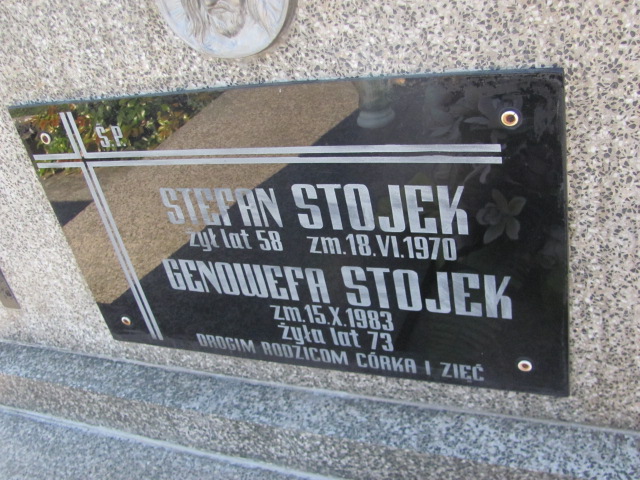 Ś.P.
STEFAN STOJEK
żył lat 58 zm. 18.VI.1970
GENOWEFA STOJEK
zm. 15.X.1983
żyła lat 73
DROGIM RODZICOM CÓRKA I ZIĘĆ